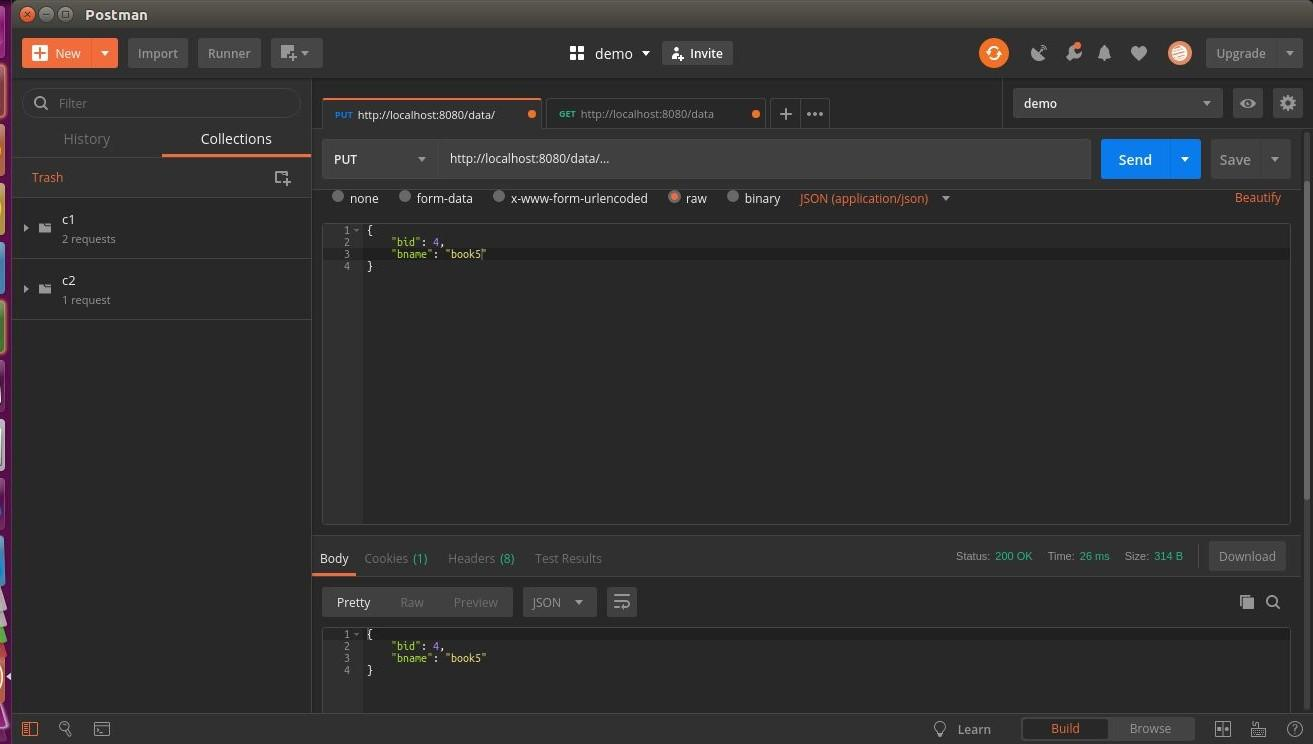 Postman
New Import Runner demo Invite Upgrade
Filter
History Collections
Trash
c1
2 requests
c2
1 request
PUT http://localhost:8080/data/ GET http://localhost:8080/data demo
PUT http://localhost:8080/data/... Send Save
none form-data x-www-form-urlencoded raw binary JSON (application/json) Beautify
1 {
2 "bid": 4,
3 "bname": "book5"
4 }
Body Cookies (1) Headers (8) Test Results Status: 200 OK Time: 26 ms Size: 314 B Download
Pretty Raw Preview JSON
1 {
2 "bid": 4,
3 "bname": "book5"
4 }
Learn Build Browse